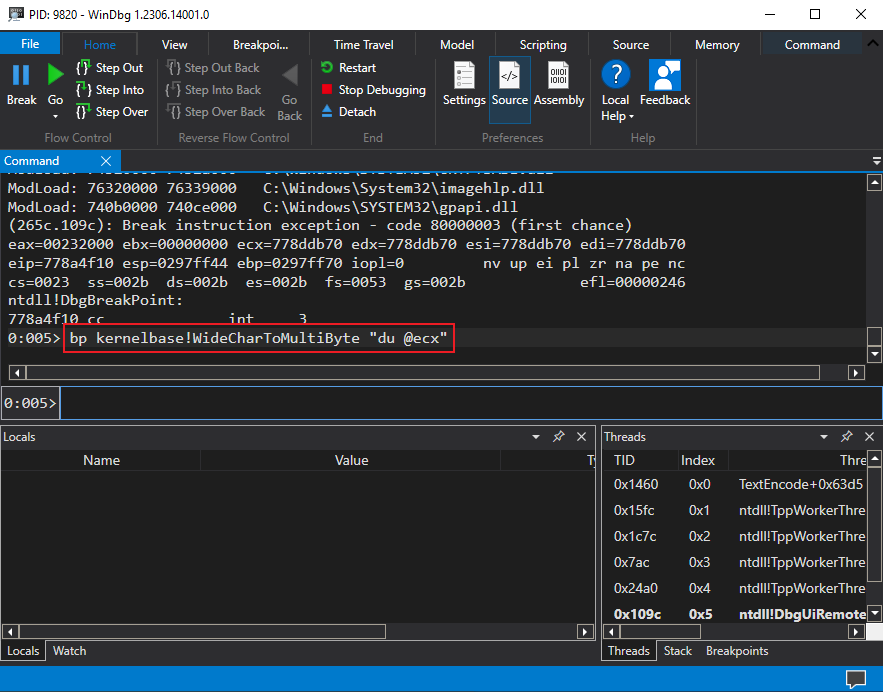 PID: 9820 - WinDbg 1.2306.14001.0
File Home View Breakpoi... Time Travel Model Scripting Source Memory Command
Break
Go
Step Out
Step Into
Step Over
Flow Control
Step Out Back
Step Into Back
Step Over Back
Go
Back
Reverse Flow Control
Restart
Stop Debugging
Detach
End
Settings Source Assembly
Preferences
Local
Help
Feedback
Help
Command
ModLoad: 76320000 76339000   C:\Windows\System32\imagehlp.dll
ModLoad: 740b0000 740ce000   C:\Windows\SYSTEM32\gpapi.dll
(265c.109c): Break instruction exception - code 80000003 (first chance)
eax=00232000 ebx=00000000 ecx=778ddb70 edx=778ddb70 esi=778ddb70 edi=778ddb70
eip=778a4f10 esp=0297ff44 ebp=0297ff70 iopl=0         nv up ei pl zr na pe nc
cs=0023  ss=002b  ds=002b  es=002b  fs=0053  gs=002b             efl=00000246
ntdll!DbgBreakPoint:
778a4f10 cc              int     3
0:005> bp kernelbase!WideCharToMultiByte "du @ecx"
0:005>
Locals
Name Value
Locals Watch
Threads
TID Index Thre
0x1460 0x0 TextEncode+0x63d5
0x15fc 0x1 ntdll!TppWorkerThre
0x1c7c 0x2 ntdll!TppWorkerThre
0x7ac 0x3 ntdll!TppWorkerThre
0x24a0 0x4 ntdll!TppWorkerThre
0x109c 0x5 ntdll!DbgUiRemote
Threads Stack Breakpoints